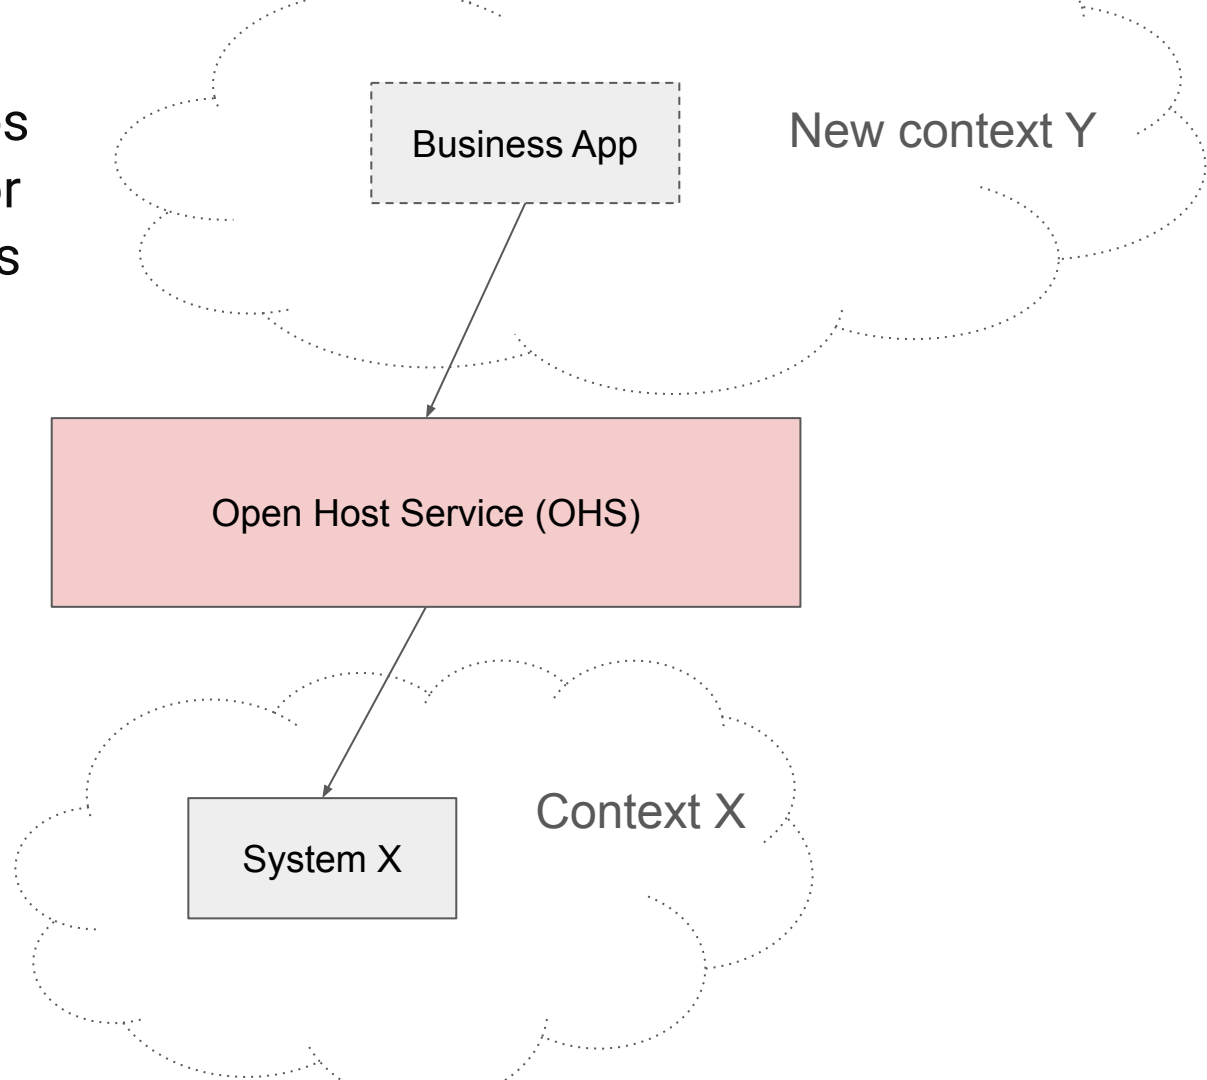 Business App
New context Y
Open Host Service (OHS)
Context X
System X